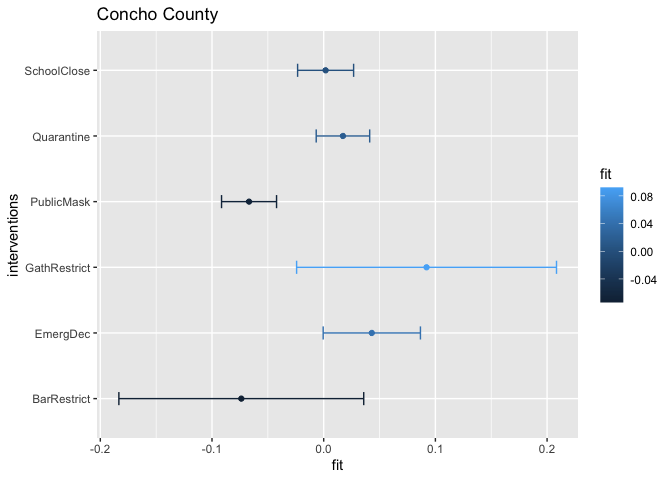 Concho County
interventions
SchoolClose
Quarantine
PublicMask
GathRestrict
EmergDec
BarRestrict
-0.2 -0.1 0.0 0.1 0.2
fit
fit
0.08
0.04
0.00
-0.04